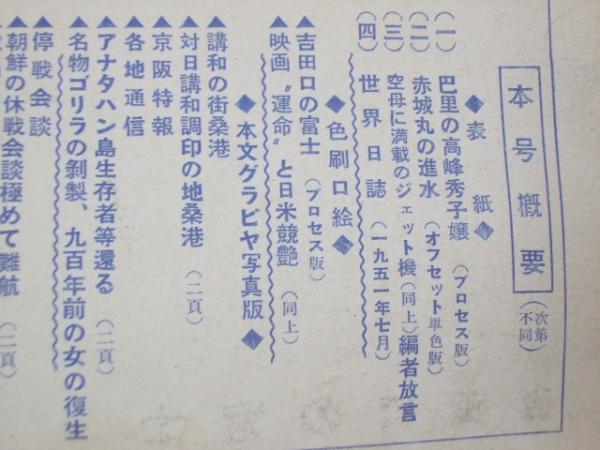 本号概要（次第不同）
◆表紙◆
（一）巴里の高峰秀子嬢（プロセス版）
（二）赤城丸の進水（オフセット単色版）
（三）空母に満載のジェット機（同上）編者放言
（四）世界日誌（一九五一年七月）
◆色刷口絵◆
▲吉田口の富士（プロセス版）
▲映画〝運命〟と日米競艶（同上）
◆本文グラビヤ写真版◆
▲講和の街桑港
▲対日講和調印の地桑港（二頁）
▲京阪特報
▲各地通信
▲アナタハン島生存者等還る（二頁）
▲名物ゴリラの剝製、九百年前の女の復生
▲停戦会談
▲朝鮮の休戦会談極めて難航（二頁）